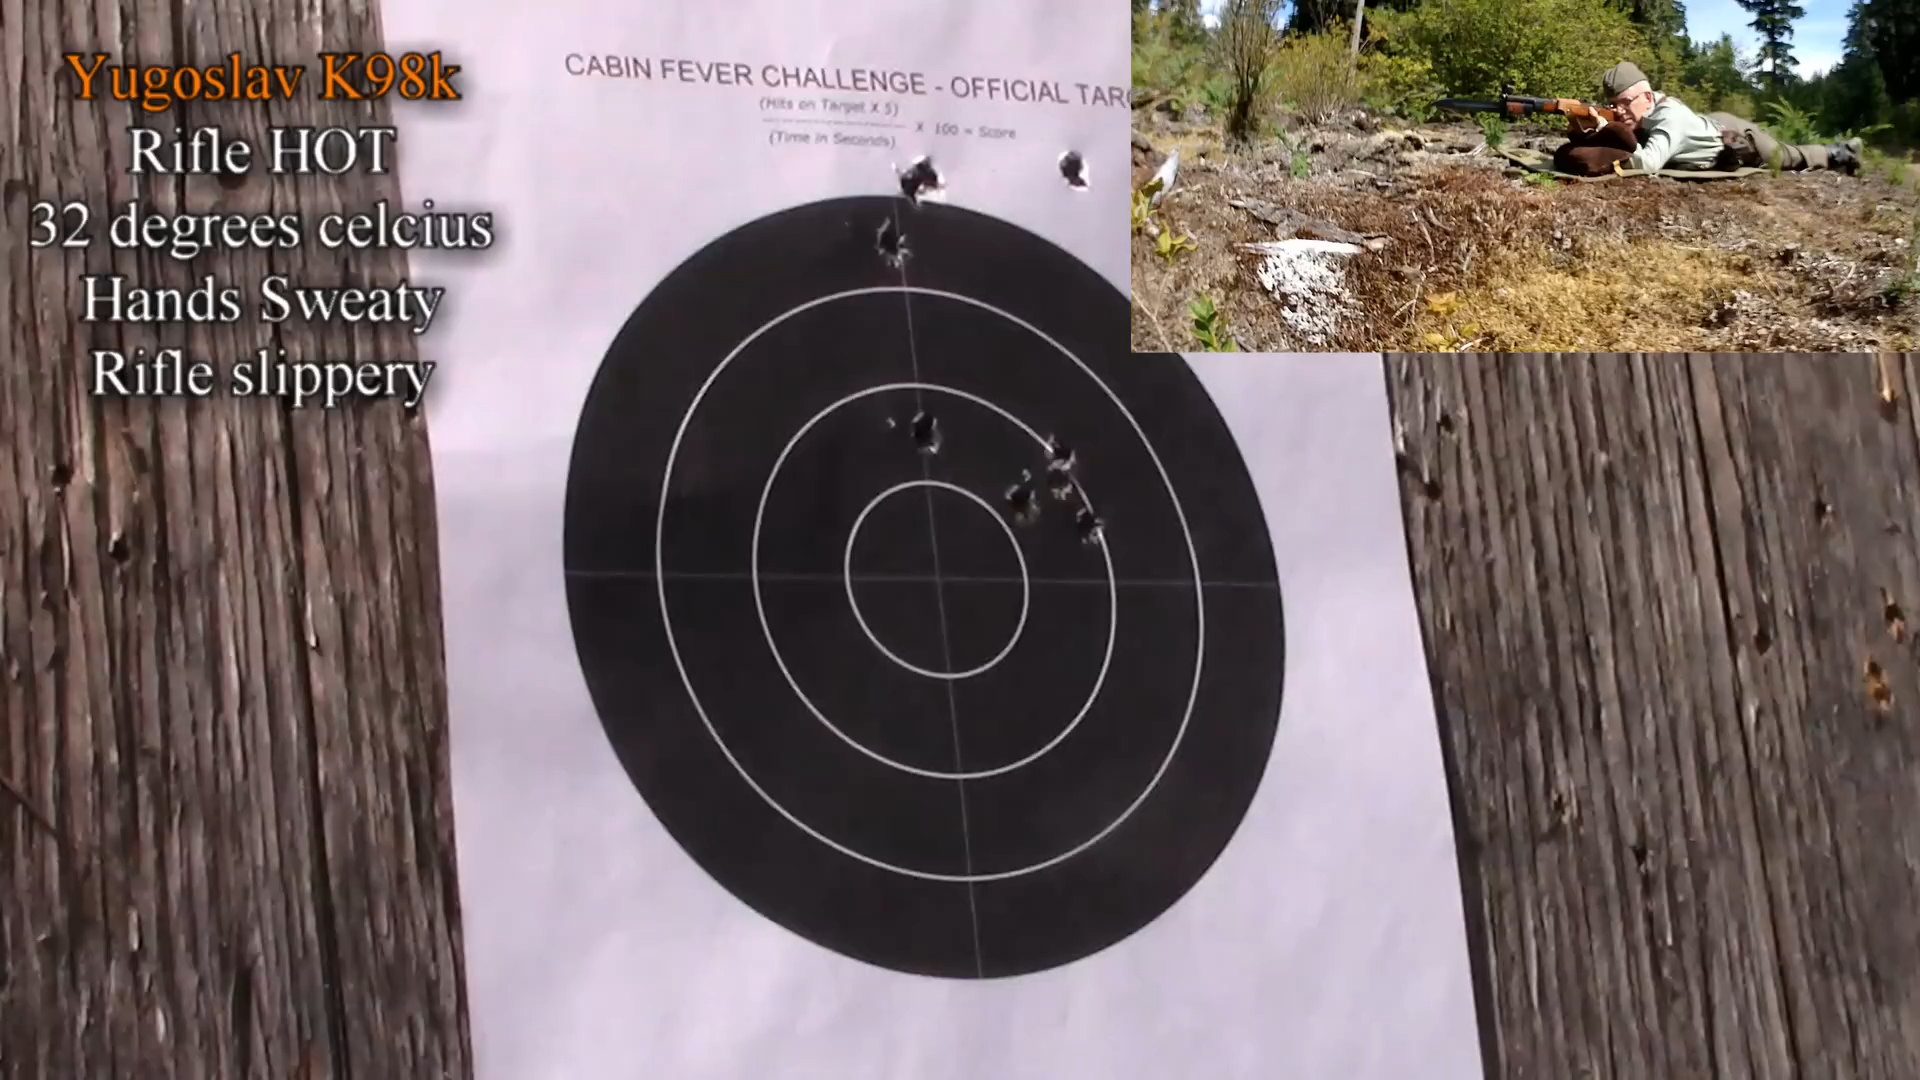 Yugoslav K98k
Rifle HOT
32 degrees celcius
Hands Sweaty
Rifle slippery
CABIN FEVER CHALLENGE - OFFICIAL
(Hits on Target X 5)
X 100 = Score
(Time in Seconds)